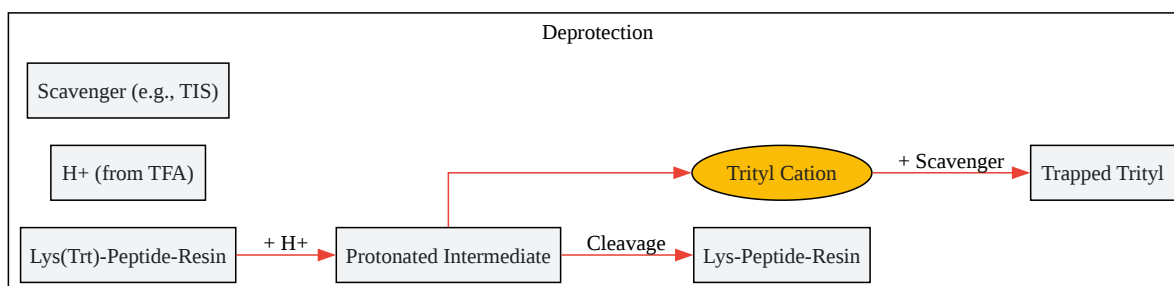 Deprotection
Scavenger (e.g., TIS)
H+ (from TFA)
Trityl Cation
+ Scavenger
Trapped Trityl
Lys(Trt)-Peptide-Resin
+ H+
Protonated Intermediate
Cleavage
Lys-Peptide-Resin